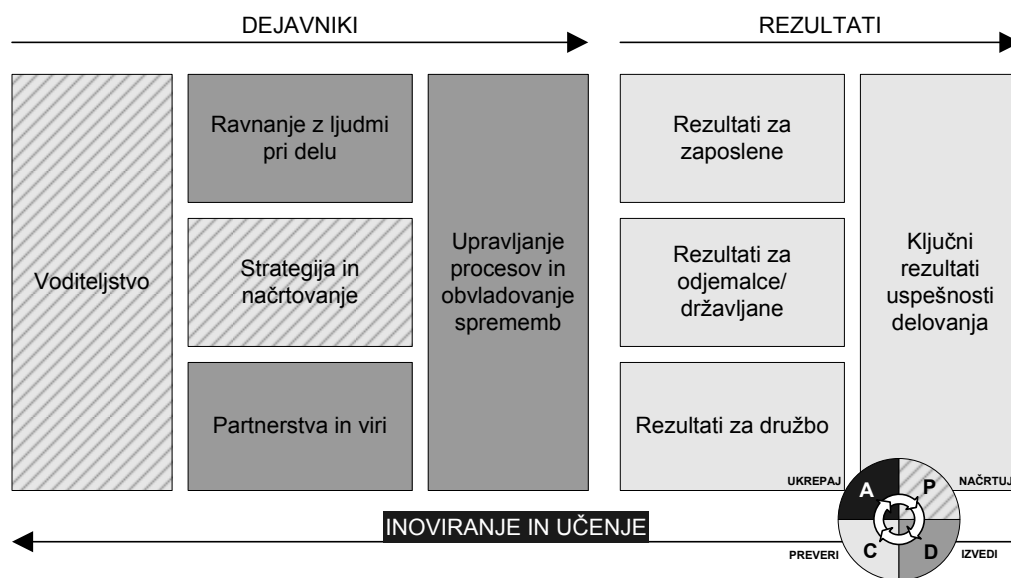 DEJAVNIKI
REZULTATI
Voditeljstvo
Ravnanje z ljudmi
pri delu
Strategija in
načrtovanje
Partnerstva in viri
Upravljanje
procesov in
obvladovanje
sprememb
Rezultati za
zaposlene
Rezultati za
odjemalce/
državljane
Rezultati za družbo
Ključni
rezultati
uspešnosti
delovanja
UKREPAJ
A
P
NAČRTUJ
INOVIRANJE IN UČENJE
PREVERI
C
D
IZVEDI